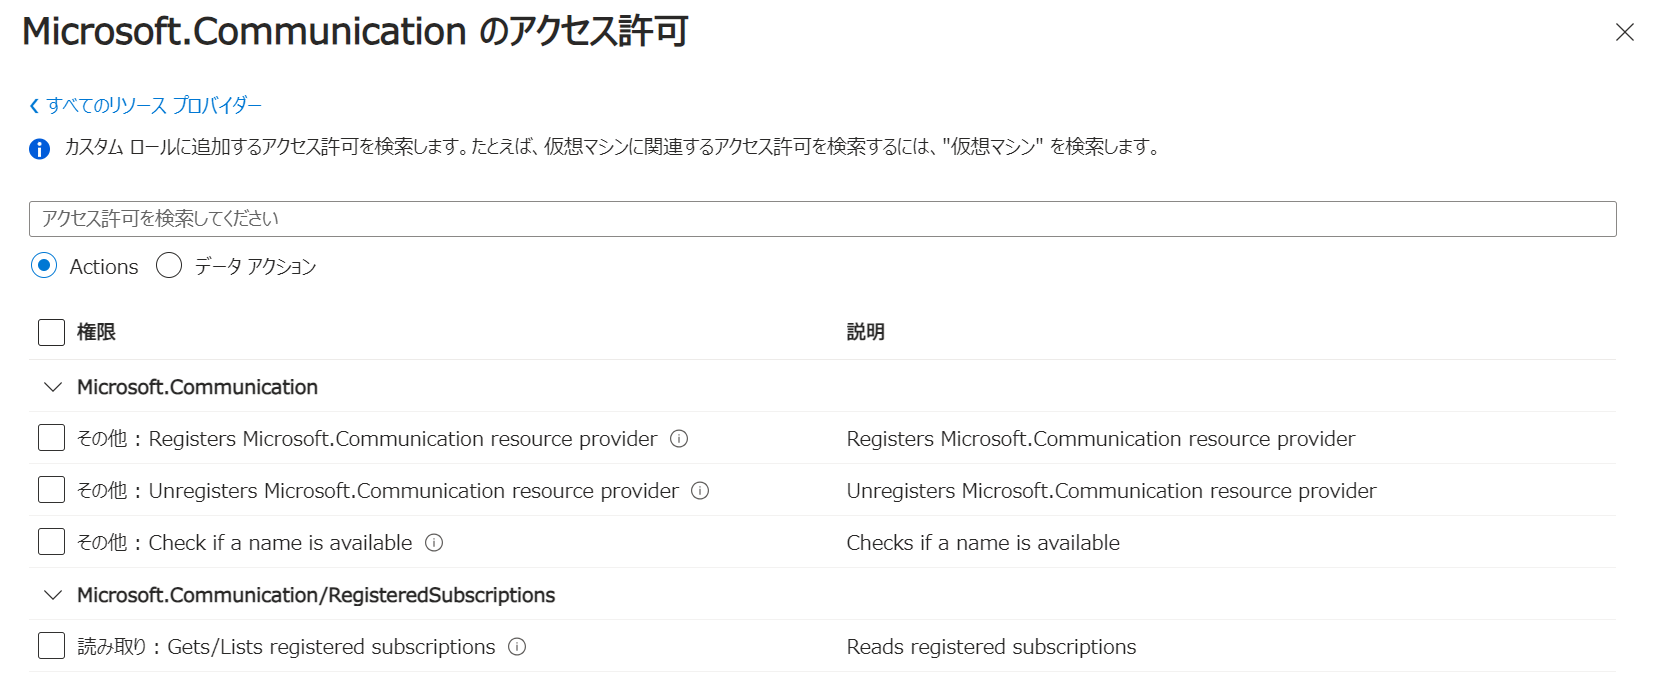 Microsoft.Communication のアクセス許可
すべてのリソース プロバイダー
カスタム ロールに追加するアクセス許可を検索します。たとえば、仮想マシンに関連するアクセス許可を検索するには、"仮想マシン" を検索します。
アクセス許可を検索してください
Actions データ アクション
権限 説明
Microsoft.Communication
その他 : Registers Microsoft.Communication resource provider Registers Microsoft.Communication resource provider
その他 : Unregisters Microsoft.Communication resource provider Unregisters Microsoft.Communication resource provider
その他 : Check if a name is available Checks if a name is available
Microsoft.Communication/RegisteredSubscriptions
読み取り : Gets/Lists registered subscriptions Reads registered subscriptions